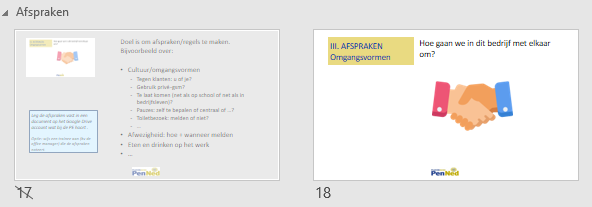 Afspraken
Doel is om afspraken/regels te maken.
Bijvoorbeeld over:
• Cultuur/omgangsvormen
– Tegen klanten: u of je?
– Gebruik privé-gsm?
– Te laat komen (net als op school of net als in
bedrijfsleven)?
– Pauzes: zelf te bepalen of centraal of ...?
– Toiletbezoek: melden of niet?
– ...
• Afwezigheid: hoe + wanneer melden
• Eten en drinken op het werk
• ...
Leg de afspraken vast in een
document op het Google Drive
account van bij de PE hoort.
PenNed
17
III. AFSPRAKEN
Omgangsvormen
Hoe gaan we in dit bedrijf met elkaar
om?
PenNed
18